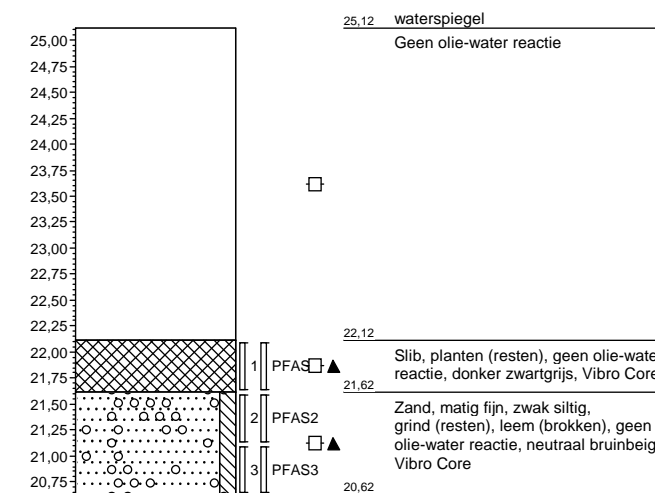 25,12 waterspiegel
25,00
Geen olie-water reactie
24,75
24,50
24,25
24,00
23,75
23,50
23,25
23,00
22,75
22,50
22,25
22,12
22,00
Slib, planten (resten), geen olie-wate
1 PFAS
reactie, donker zwartgrijs, Vibro Core
21,75
21,62
21,50
Zand, matig fijn, zwak siltig,
2 PFAS2
grind (resten), leem (brokken), geen
21,25
olie-water reactie, neutraal bruinbeig
21,00
Vibro Core
3 PFAS3
20,75
20,62